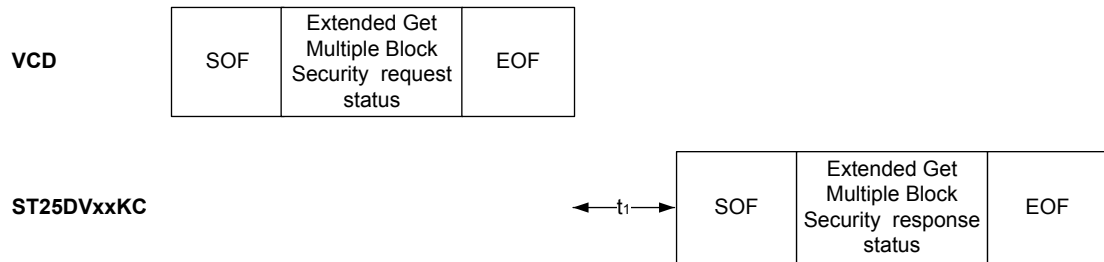 VCD
SOF
Extended Get
Multiple Block
Security request
status
EOF
ST25DVxxKC
t1
SOF
Extended Get
Multiple Block
Security response
status
EOF